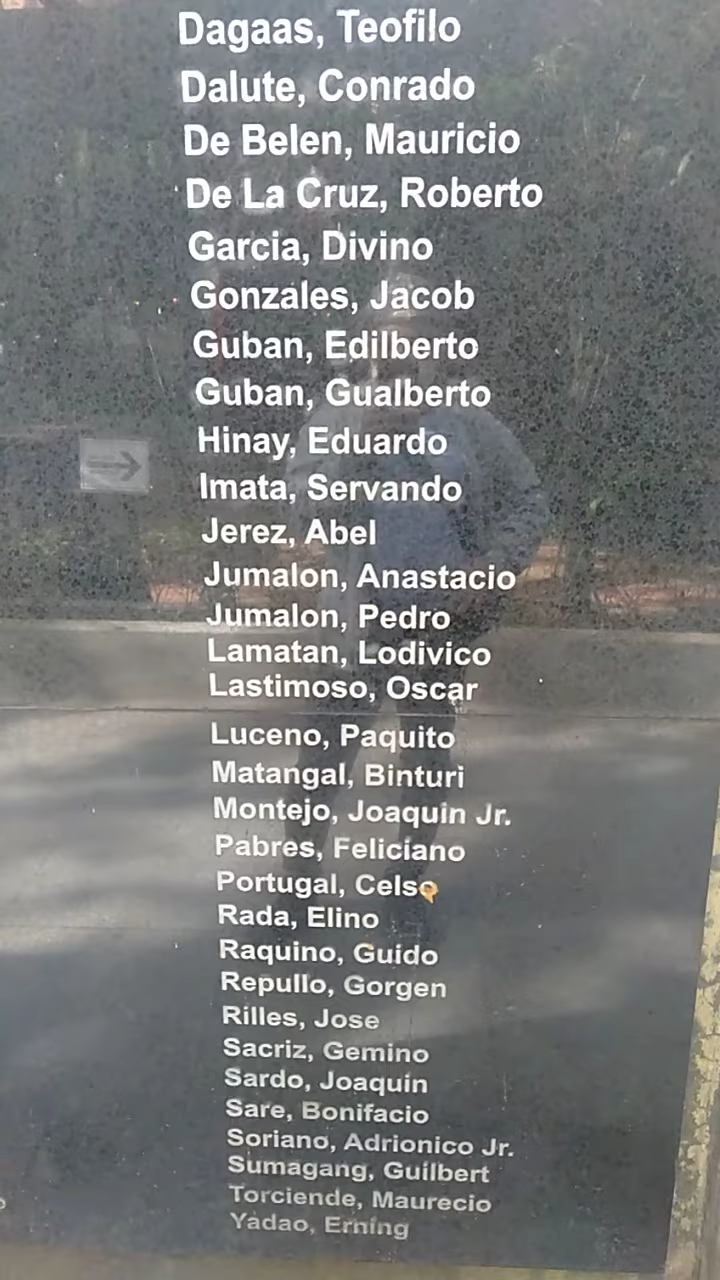 Dagaas, Teofilo
Dalute, Conrado
De Belen, Mauricio
De La Cruz, Roberto
Garcia, Divino
Gonzales, Jacob
Guban, Edilberto
Guban, Gualberto
Hinay, Eduardo
Imata, Servando
Jerez, Abel
Jumalon, Anastacio
Jumalon, Pedro
Lamatan, Lodivico
Lastimoso, Oscar
Luceno, Paquito
Matangal, Binturi
Montejo, Joaquin Jr.
Pabres, Feliciano
Portugal, Celso
Rada, Elino
Raquino, Guido
Repullo, Gorgen
Rilles, Jose
Sacriz, Gemino
Sardo, Joaquin
Sare, Bonifacio
Soriano, Adrionico Jr.
Sumagang, Guilbert
Torciende, Maurecio
Yadao, Erning